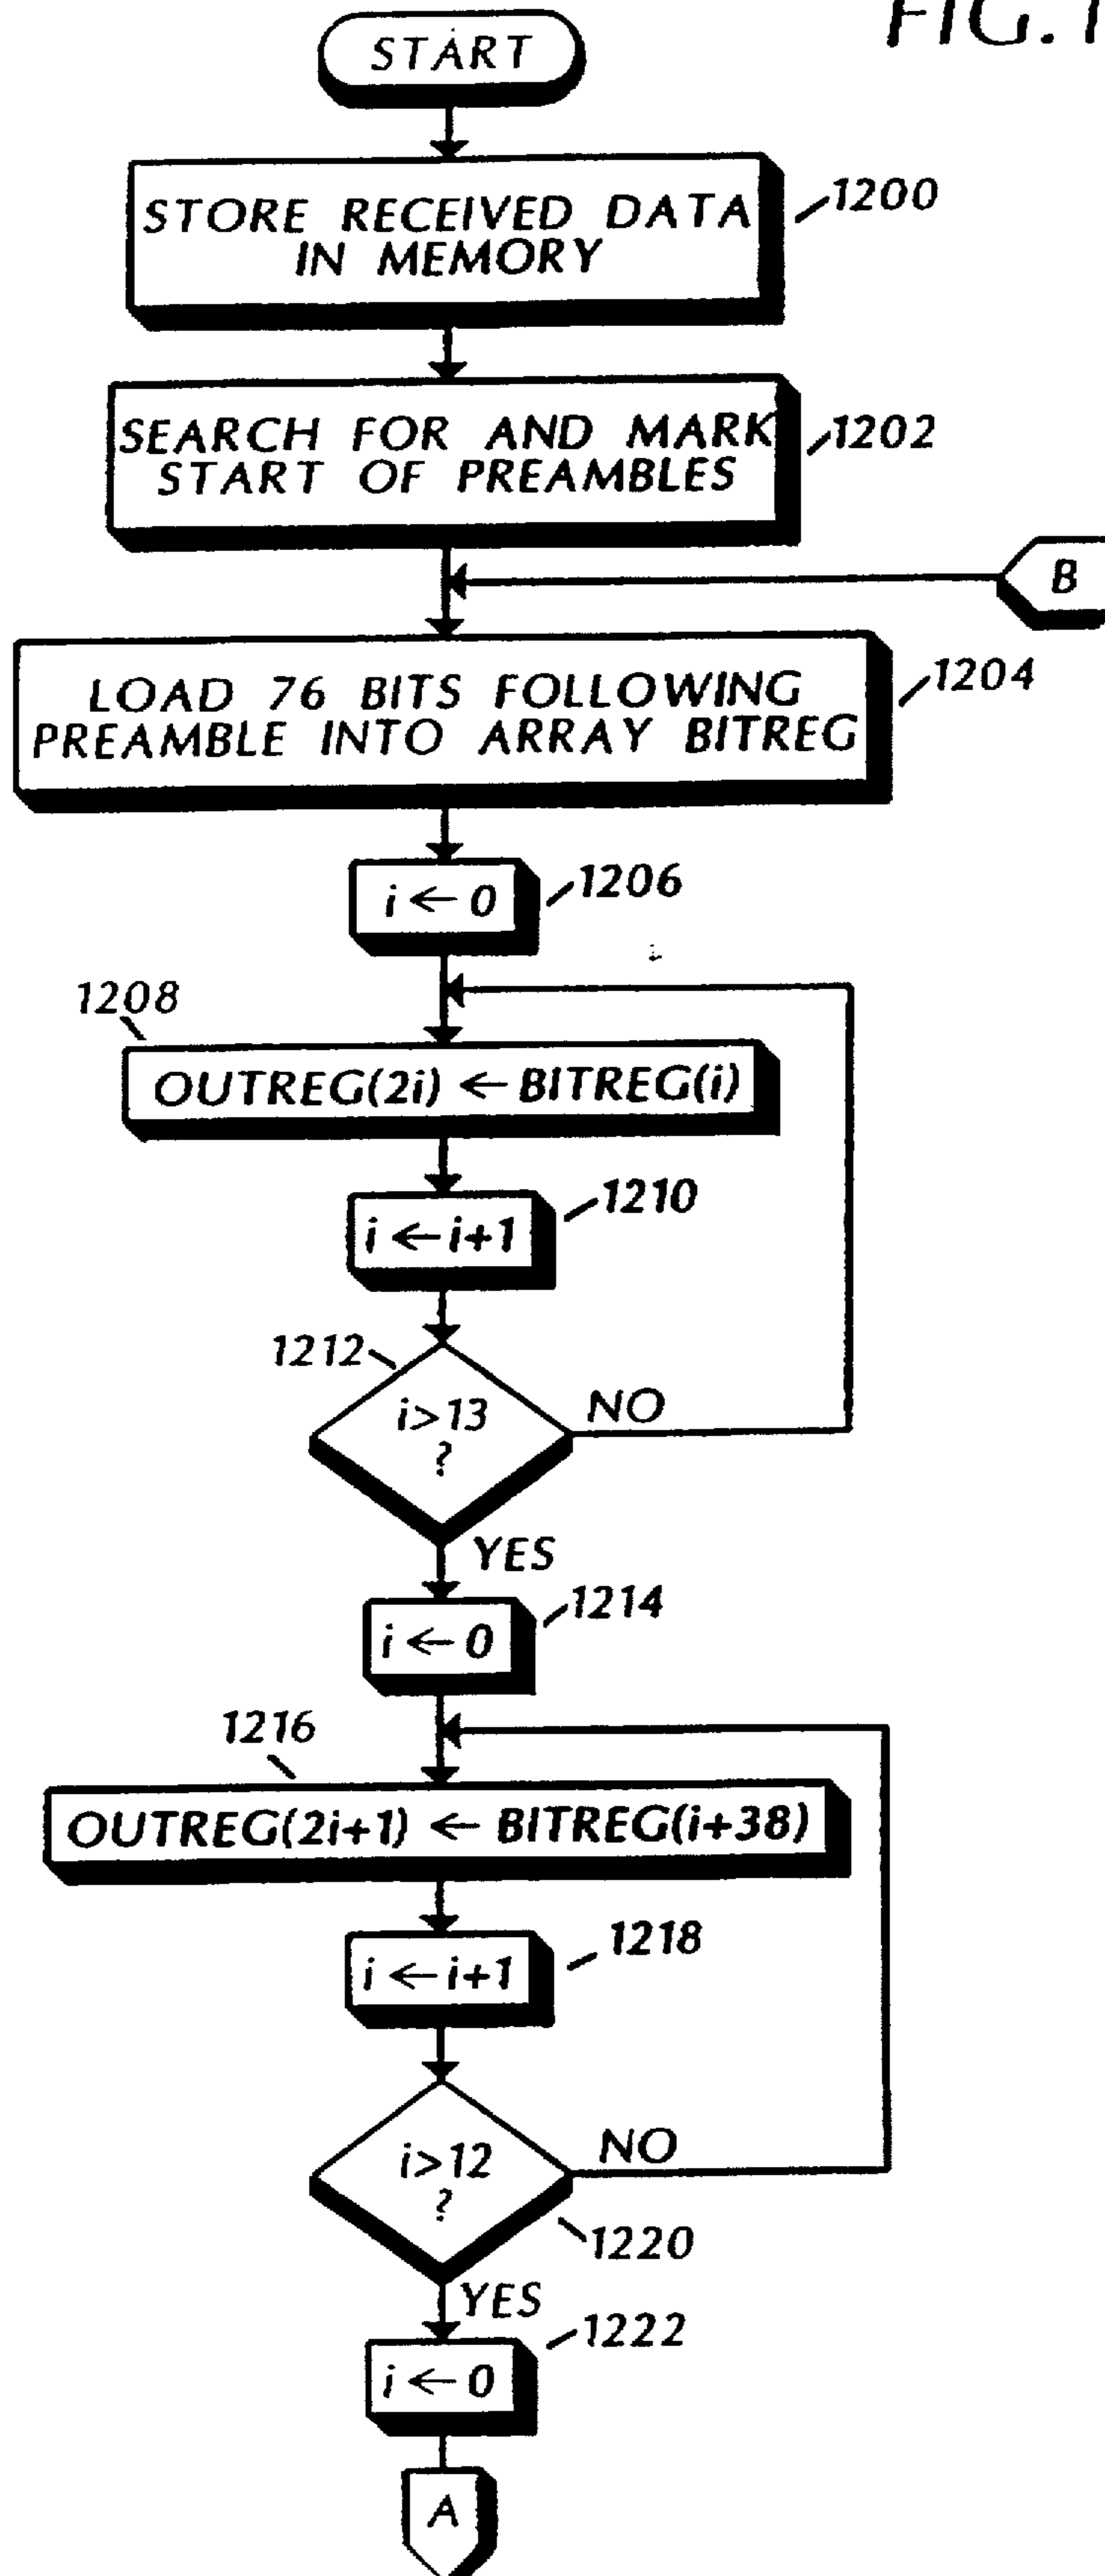 FIG. 1
START
STORE RECEIVED DATA
IN MEMORY
1200
SEARCH FOR AND MARK
START OF PREAMBLES
1202
B
LOAD 76 BITS FOLLOWING
PREAMBLE INTO ARRAY BITREG
1204
i ← 0
1206
1208
OUTREG(2i) ← BITREG(i)
i ← i+1
1210
1212
i>13
?
NO
YES
i ← 0
1214
1216
OUTREG(2i+1) ← BITREG(i+38)
i ← i+1
1218
i>12
?
NO
1220
YES
i ← 0
1222
A